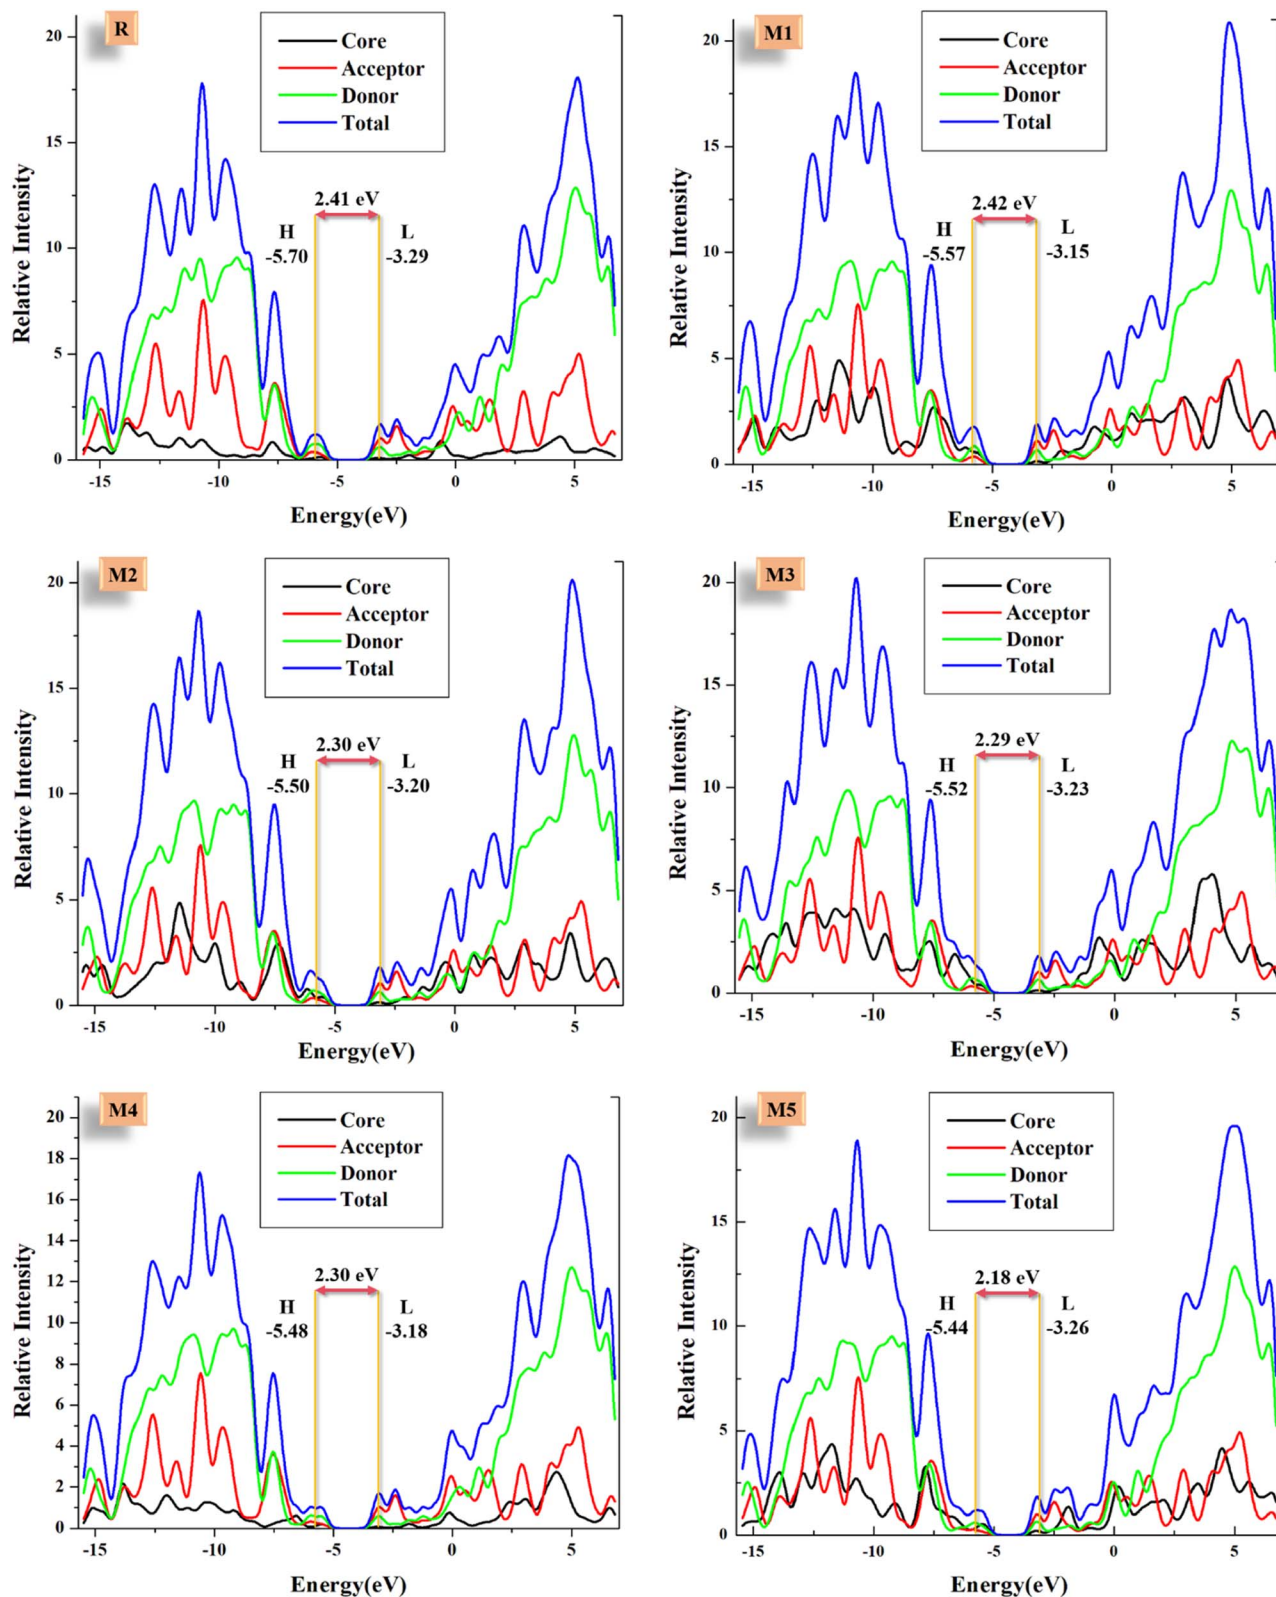 R
Core
Acceptor
Donor
Total
2.41 eV
H
-5.70
L
-3.29
Relative Intensity
20
15
10
5
0
-15
-10
-5
0
5
Energy(eV)
M1
Core
Acceptor
Donor
Total
2.42 eV
H
-5.57
L
-3.15
Relative Intensity
20
15
10
5
0
-15
-10
-5
0
5
Energy(eV)
M2
Core
Acceptor
Donor
Total
2.30 eV
H
-5.50
L
-3.20
Relative Intensity
20
15
10
5
0
-15
-10
-5
0
5
Energy(eV)
M3
Core
Acceptor
Donor
Total
2.29 eV
H
-5.52
L
-3.23
Relative Intensity
20
15
10
5
0
-15
-10
-5
0
5
Energy(eV)
M4
Core
Acceptor
Donor
Total
2.30 eV
H
-5.48
L
-3.18
Relative Intensity
20
18
16
14
12
10
8
6
4
2
0
-15
-10
-5
0
5
Energy(eV)
M5
Core
Acceptor
Donor
Total
2.18 eV
H
-5.44
L
-3.26
Relative Intensity
20
15
10
5
0
-15
-10
-5
0
5
Energy(eV)